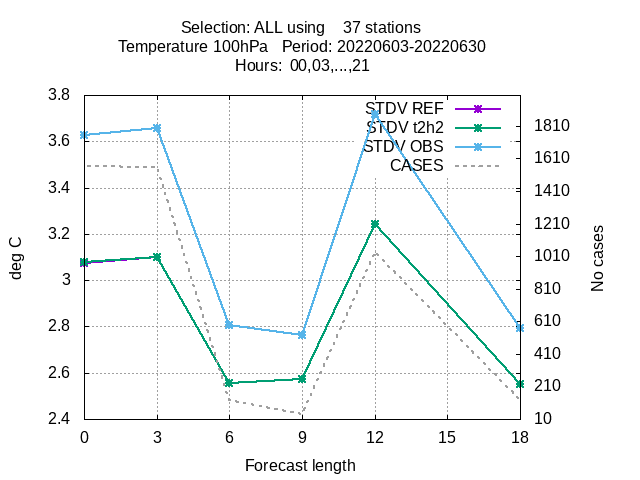 Selection: ALL using    37 stations
Temperature 100hPa   Period: 20220603-20220630
Hours:  00,03,...,21
STDV REF
STDV t2h2
STDV OBS
CASES
3.8
3.6
3.4
3.2
3
2.8
2.6
2.4
1810
1610
1410
1210
1010
810
610
410
210
10
0 3 6 9 12 15 18
deg C
No cases
Forecast length